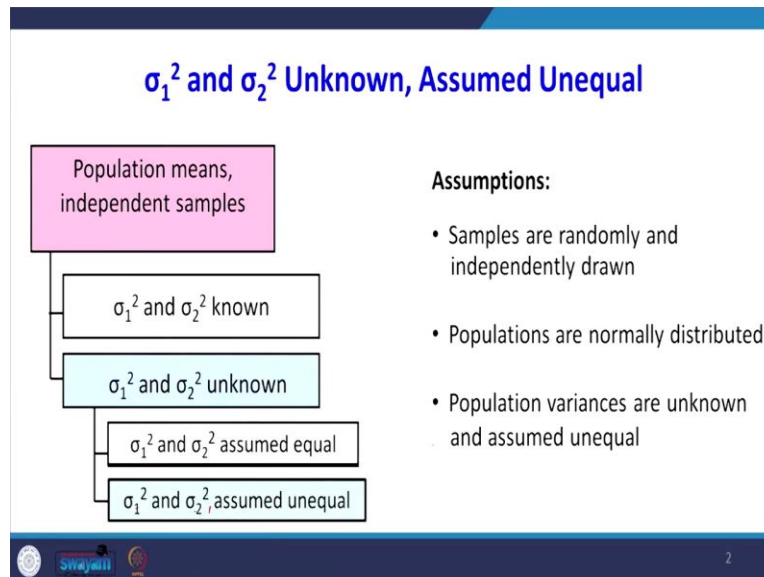 σ₁² and σ₂² Unknown, Assumed Unequal
Population means,
independent samples
σ₁² and σ₂² known
σ₁² and σ₂² unknown
σ₁² and σ₂² assumed equal
σ₁² and σ₂², assumed unequal
Assumptions:
• Samples are randomly and
independently drawn
• Populations are normally distributed
• Population variances are unknown
and assumed unequal
swayam
2